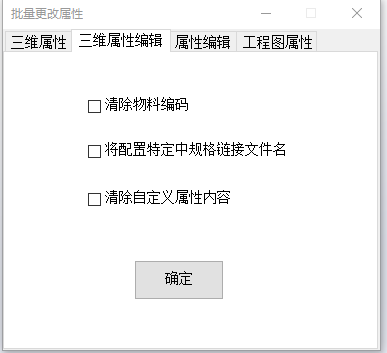 批量更改属性
三维属性 三维属性编辑 属性编辑 工程图属性
清除物料编码
将配置特定中规格链接文件名
清除自定义属性内容
确定